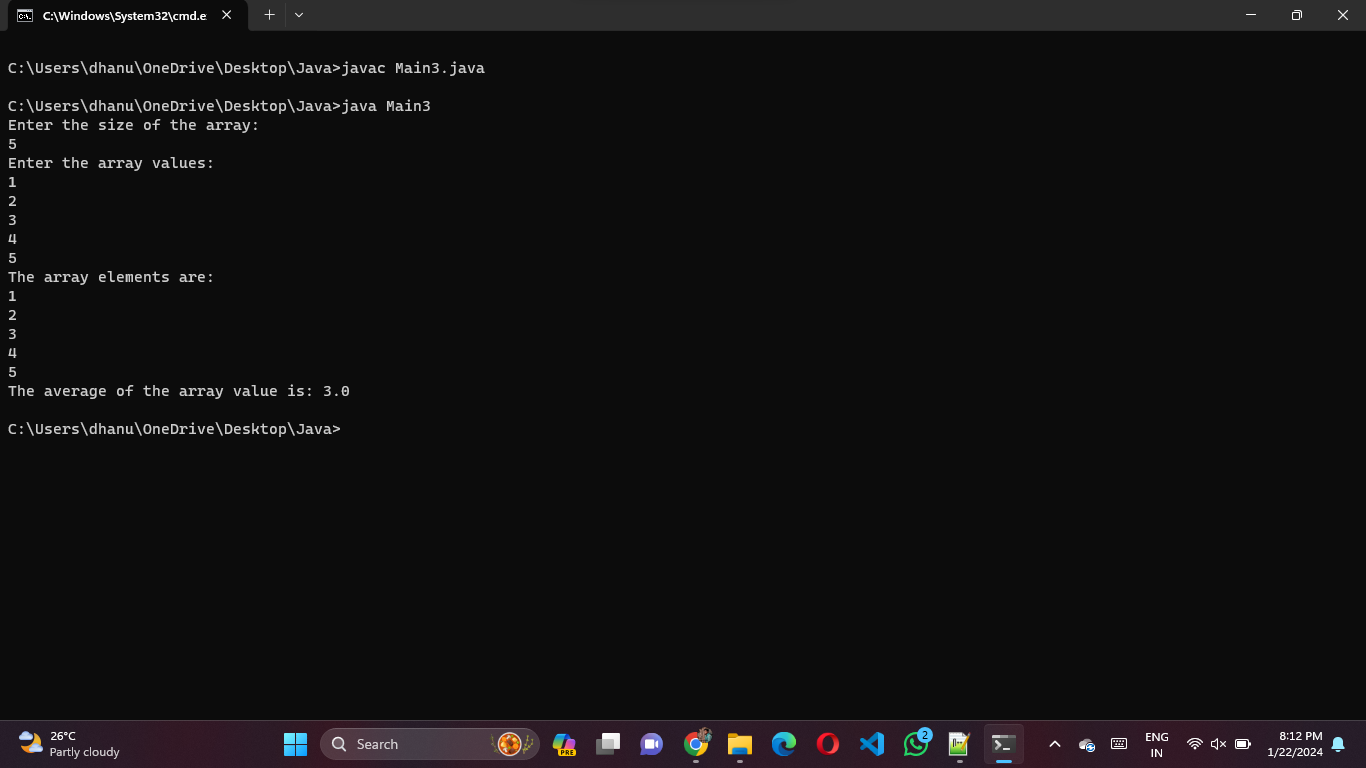 C:\Windows\System32\cmd.e
C:\Users\dhanu\OneDrive\Desktop\Java>javac Main3.java
C:\Users\dhanu\OneDrive\Desktop\Java>java Main3
Enter the size of the array:
5
Enter the array values:
1
2
3
4
5
The array elements are:
1
2
3
4
5
The average of the array value is: 3.0
C:\Users\dhanu\OneDrive\Desktop\Java>
26°C
Partly cloudy
Search
PRE
2
ENG
IN
8:12 PM
1/22/2024